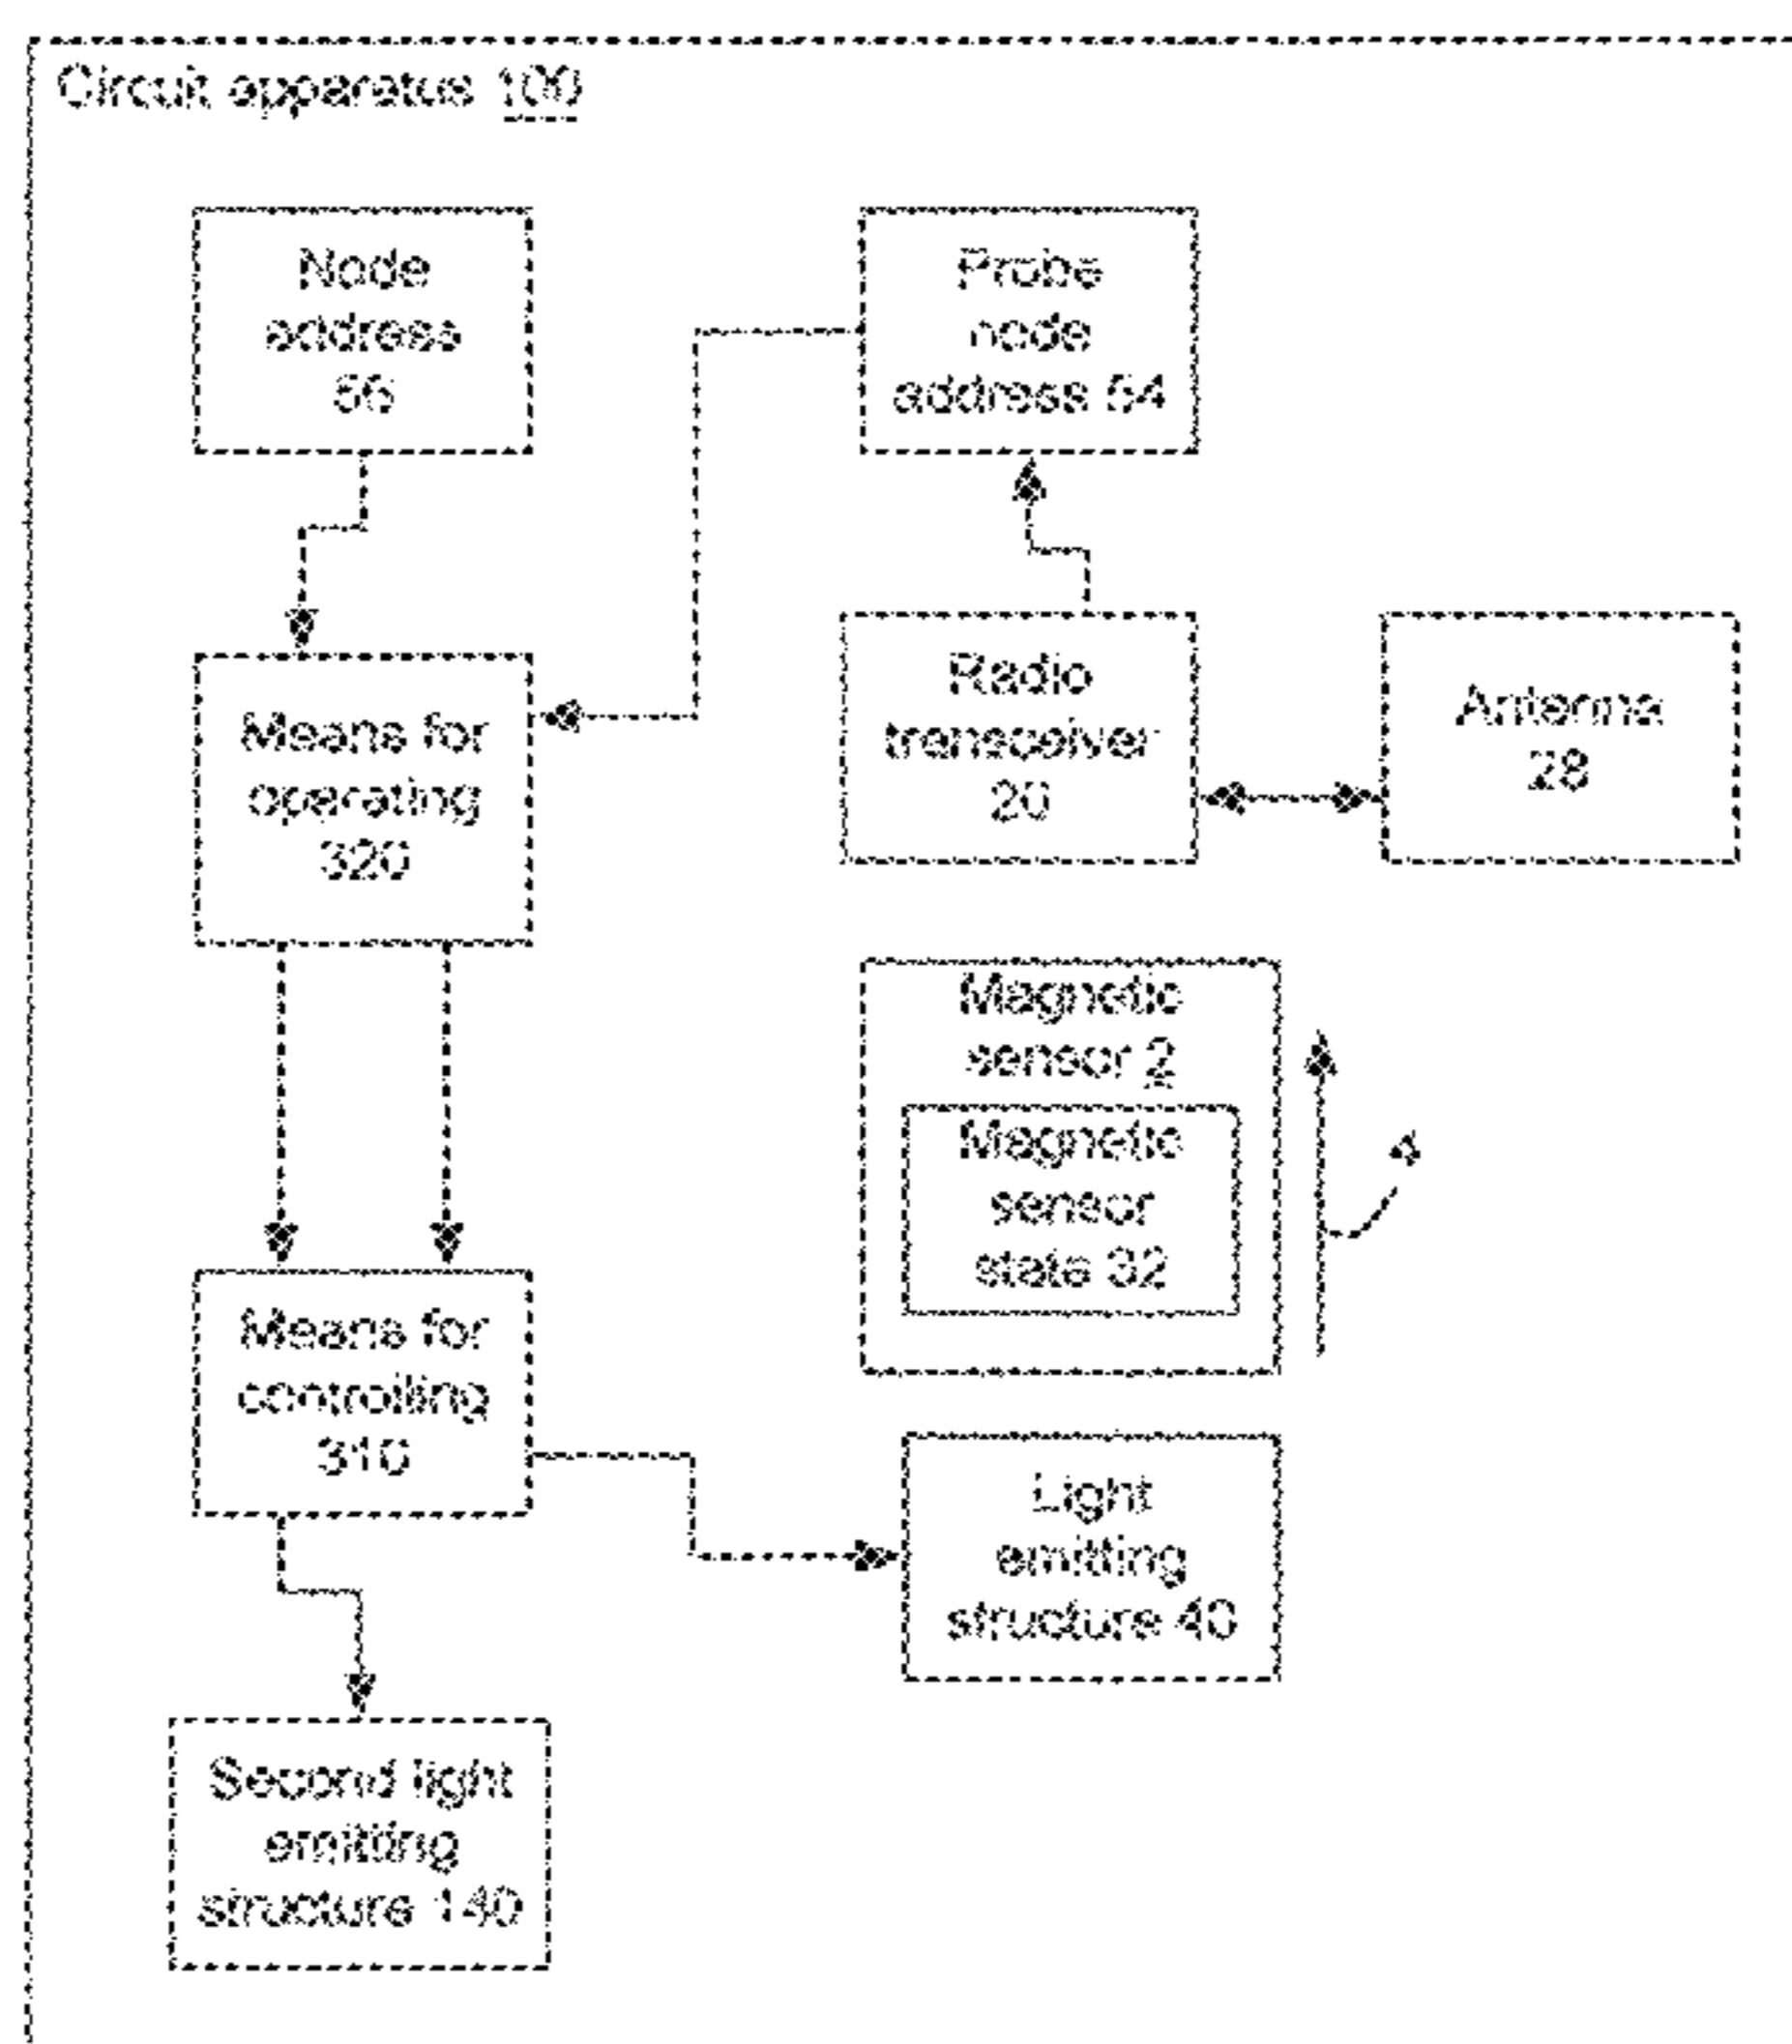 Circuit apparatus 100
Node
address
56
Probe
node
address 54
Means for
operating
320
Radio
transceiver
20
Antenna
28
Magnetic
sensor 2
Magnetic
sensor
state 32
4
Means for
controlling
310
Light
emitting
structure 40
Second light
emitting
structure 140